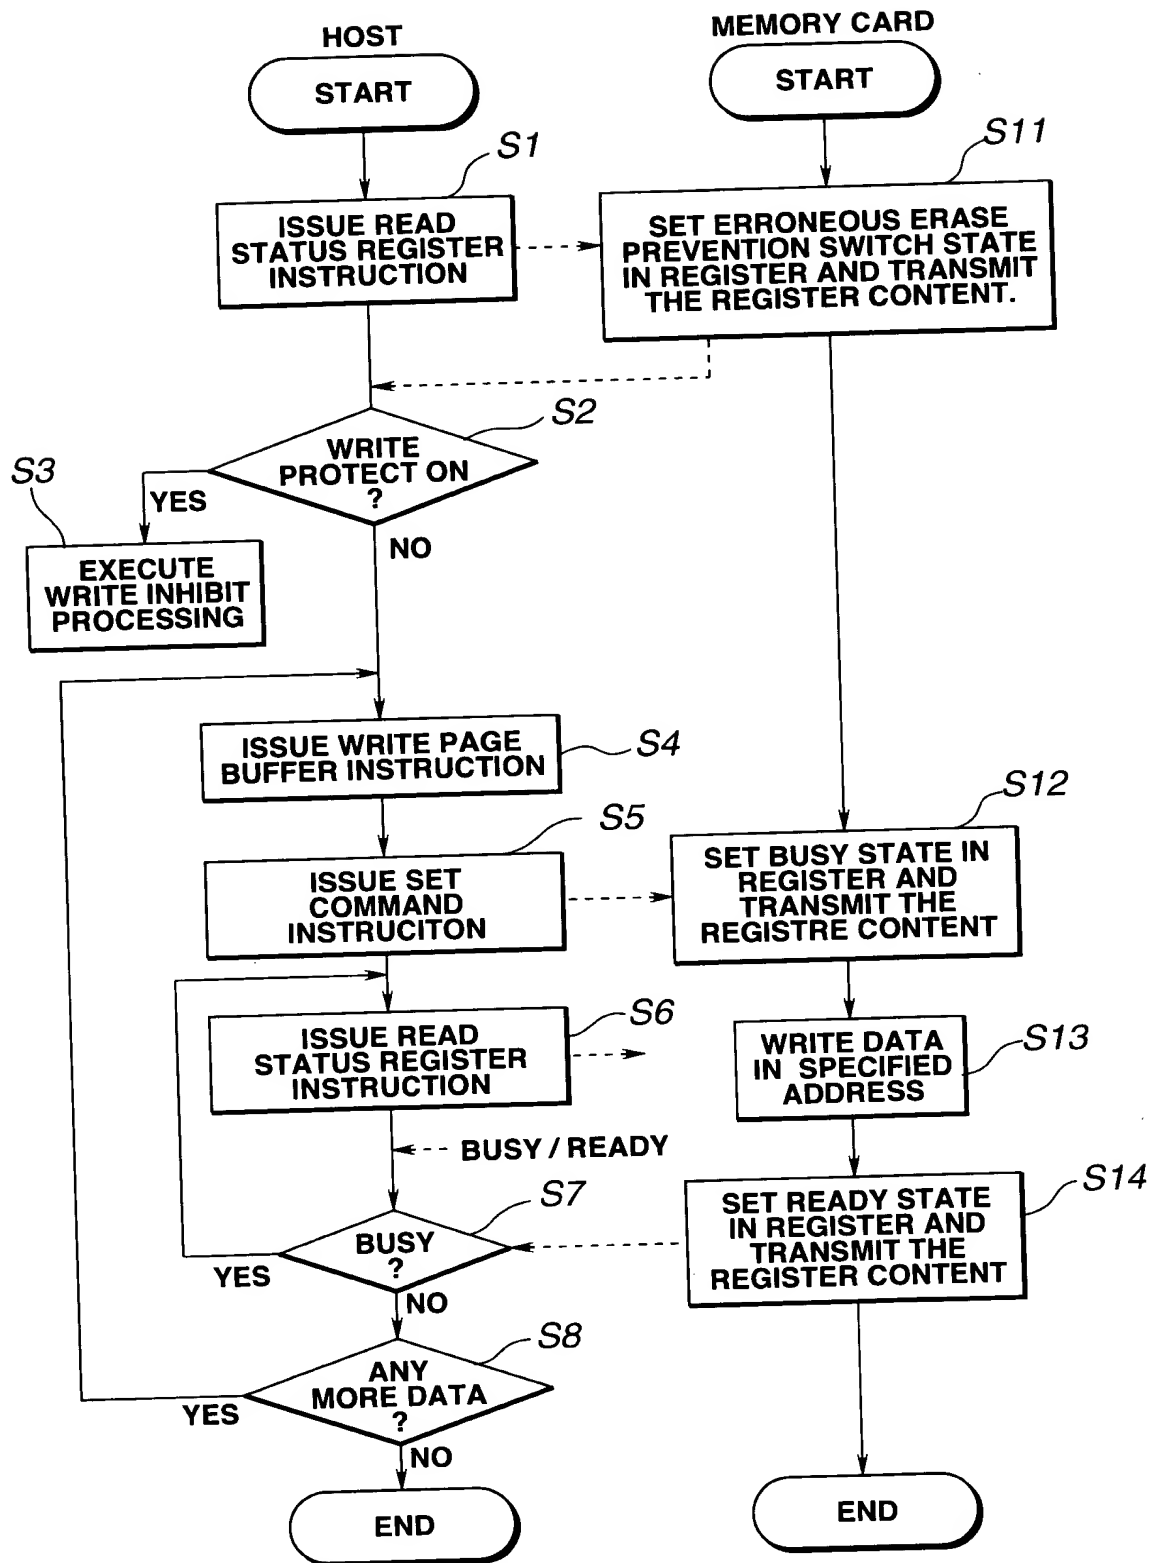 HOST
START
S1
ISSUE READ
STATUS REGISTER
INSTRUCTION
S2
WRITE
PROTECT ON
?
YES
NO
S3
EXECUTE
WRITE INHIBIT
PROCESSING
ISSUE WRITE PAGE
BUFFER INSTRUCTION
S4
S5
ISSUE SET
COMMAND
INSTRUCITON
S6
ISSUE READ
STATUS REGISTER
INSTRUCTION
BUSY / READY
S7
BUSY
?
YES
NO
S8
ANY
MORE DATA
?
YES
NO
END
MEMORY CARD
START
S11
SET ERRONEOUS ERASE
PREVENTION SWITCH STATE
IN REGISTER AND TRANSMIT
THE REGISTER CONTENT.
S12
SET BUSY STATE IN
REGISTER AND
TRANSMIT THE
REGISTRE CONTENT
S13
WRITE DATA
IN SPECIFIED
ADDRESS
S14
SET READY STATE
IN REGISTER AND
TRANSMIT THE
REGISTER CONTENT
END